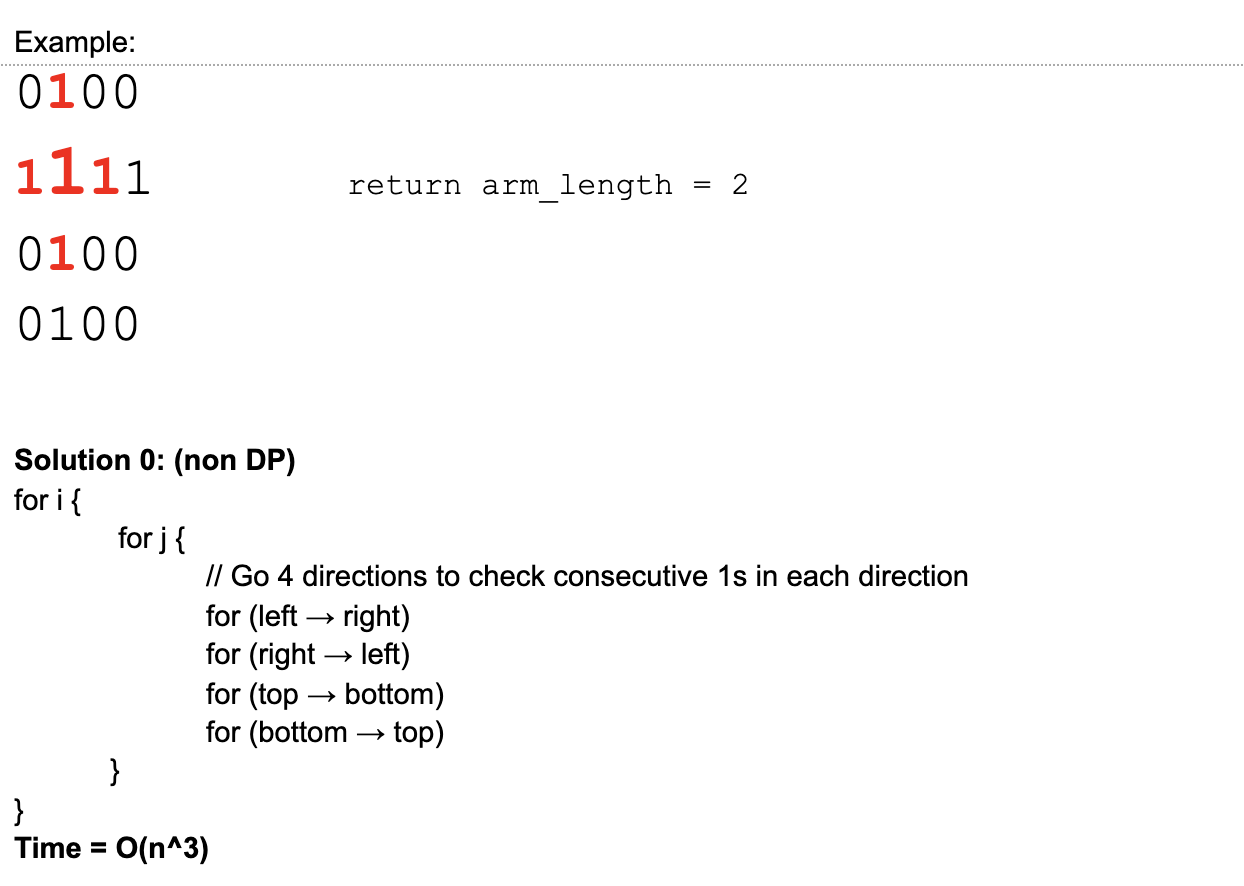 Example:
0100
1111 return arm_length = 2
0100
0100
Solution 0: (non DP)
for i {
for j {
// Go 4 directions to check consecutive 1s in each direction
for (left → right)
for (right → left)
for (top → bottom)
for (bottom → top)
}
}
Time = O(n^3)